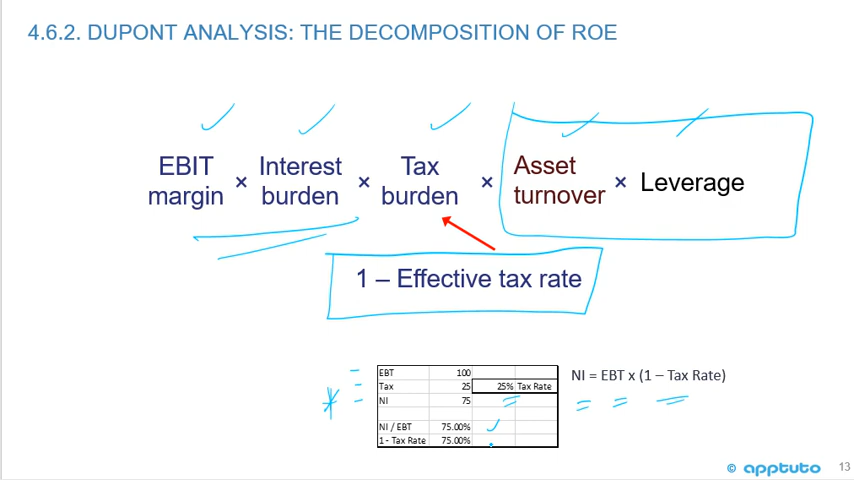 4.6.2. DUPONT ANALYSIS: THE DECOMPOSITION OF ROE
EBIT margin × Interest burden × Tax burden × Asset turnover × Leverage
1 – Effective tax rate
EBT 100
Tax 25 25% Tax Rate
NI 75
NI / EBT 75.00%
1 - Tax Rate 75.00%
NI = EBT x (1 – Tax Rate)
© apptuto 13